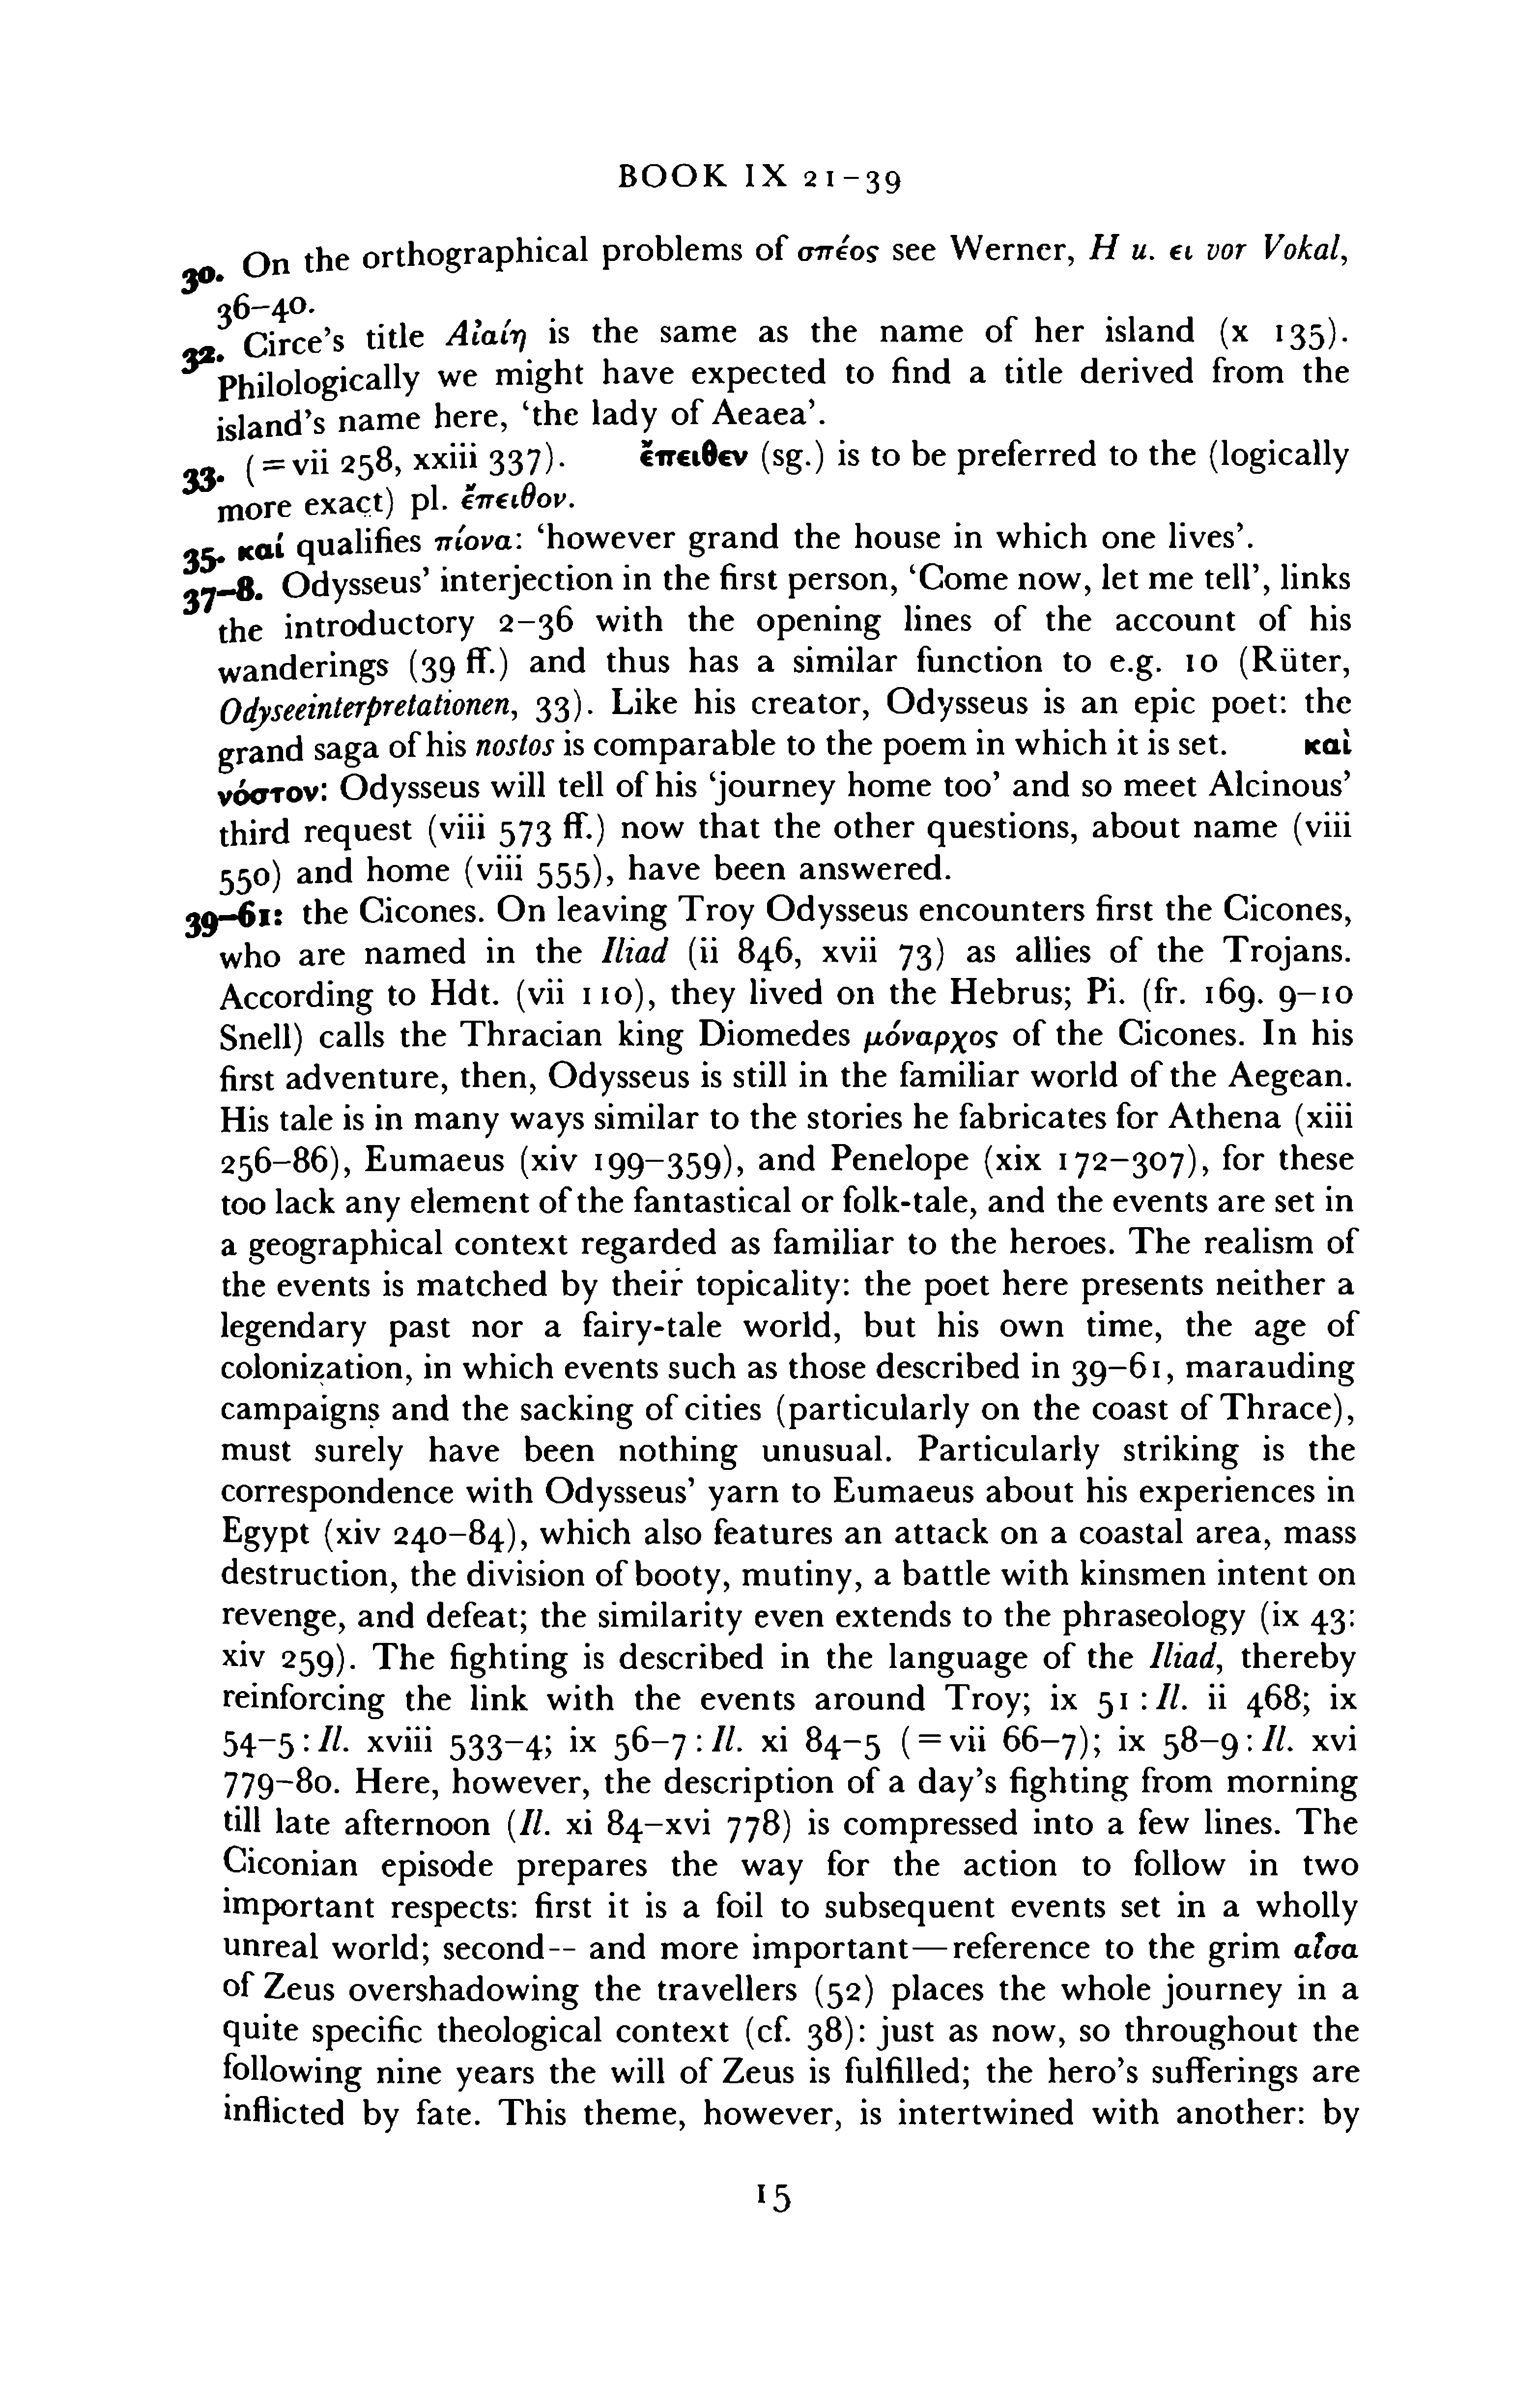 BOOK IX 21–39
30. On the orthographical problems of σπέος see Werner, H u. ει vor Vokal,
36–40.
32. Circe’s title Αἰαίη is the same as the name of her island (x 135).
Philologically we might have expected to find a title derived from the
island’s name here, ‘the lady of Aeaea’.
33. (= vii 258, xxiii 337). ἔπειθεν (sg.) is to be preferred to the (logically
more exact) pl. ἔπειθον.
35. καί qualifies πίονα: ‘however grand the house in which one lives’.
37–8. Odysseus’ interjection in the first person, ‘Come now, let me tell’, links
the introductory 2–36 with the opening lines of the account of his
wanderings (39 ff.) and thus has a similar function to e.g. 10 (Rüter,
Odyseeinterpretationen, 33). Like his creator, Odysseus is an epic poet: the
grand saga of his nostos is comparable to the poem in which it is set. καὶ
νόστον: Odysseus will tell of his ‘journey home too’ and so meet Alcinous’
third request (viii 573 ff.) now that the other questions, about name (viii
550) and home (viii 555), have been answered.
39–61: the Cicones. On leaving Troy Odysseus encounters first the Cicones,
who are named in the Iliad (ii 846, xvii 73) as allies of the Trojans.
According to Hdt. (vii 110), they lived on the Hebrus; Pi. (fr. 169. 9–10
Snell) calls the Thracian king Diomedes μόναρχος of the Cicones. In his
first adventure, then, Odysseus is still in the familiar world of the Aegean.
His tale is in many ways similar to the stories he fabricates for Athena (xiii
256–86), Eumaeus (xiv 199–359), and Penelope (xix 172–307), for these
too lack any element of the fantastical or folk-tale, and the events are set in
a geographical context regarded as familiar to the heroes. The realism of
the events is matched by their topicality: the poet here presents neither a
legendary past nor a fairy-tale world, but his own time, the age of
colonization, in which events such as those described in 39–61, marauding
campaigns and the sacking of cities (particularly on the coast of Thrace),
must surely have been nothing unusual. Particularly striking is the
correspondence with Odysseus’ yarn to Eumaeus about his experiences in
Egypt (xiv 240–84), which also features an attack on a coastal area, mass
destruction, the division of booty, mutiny, a battle with kinsmen intent on
revenge, and defeat; the similarity even extends to the phraseology (ix 43:
xiv 259). The fighting is described in the language of the Iliad, thereby
reinforcing the link with the events around Troy; ix 51 : Il. ii 468; ix
54–5: Il. xviii 533–4; ix 56–7: Il. xi 84–5 (= vii 66–7); ix 58–9: Il. xvi
779–80. Here, however, the description of a day’s fighting from morning
till late afternoon (Il. xi 84–xvi 778) is compressed into a few lines. The
Ciconian episode prepares the way for the action to follow in two
important respects: first it is a foil to subsequent events set in a wholly
unreal world; second-- and more important—reference to the grim αἶσα
of Zeus overshadowing the travellers (52) places the whole journey in a
quite specific theological context (cf. 38): just as now, so throughout the
following nine years the will of Zeus is fulfilled; the hero’s sufferings are
inflicted by fate. This theme, however, is intertwined with another: by
15